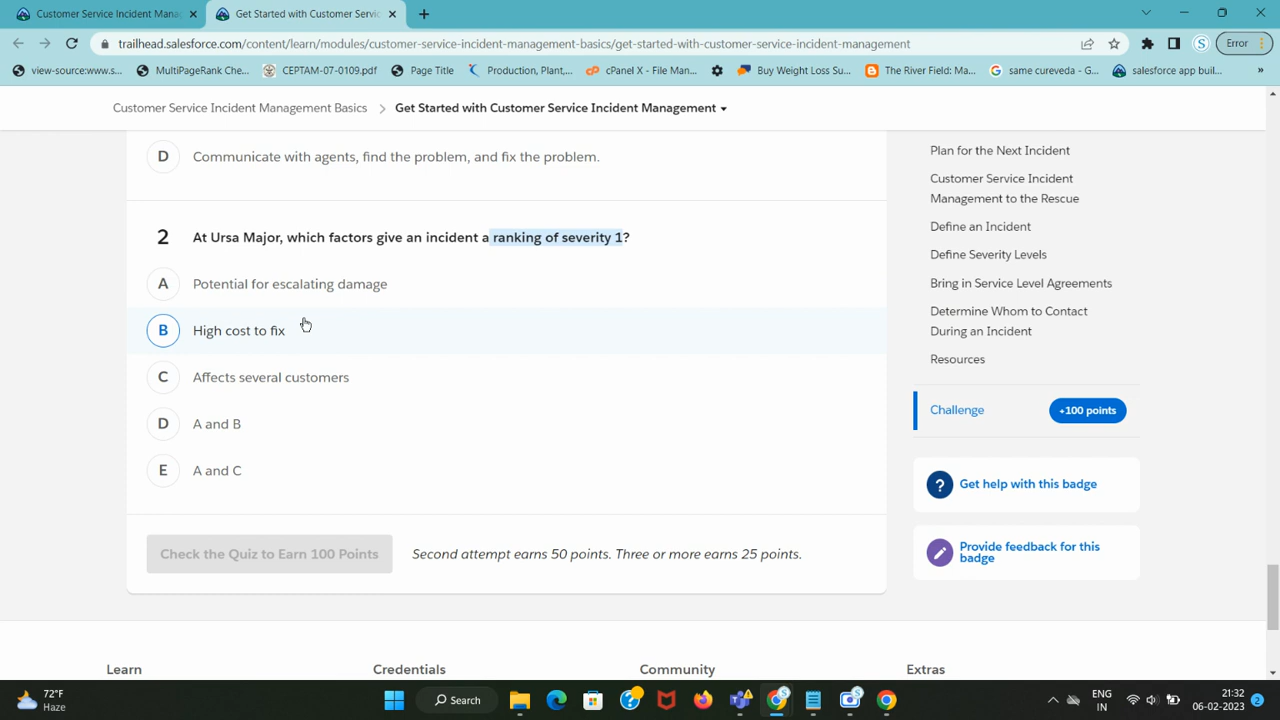 Customer Service Incident Mana
Get Started with Customer Servic
trailhead.salesforce.com/content/learn/modules/customer-service-incident-management-basics/get-started-with-customer-service-incident-management
Error
view-source:www.s...
MultiPageRank Che...
CEPTAM-07-0109.pdf
Page Title
Production, Plant,...
cPanel X - File Man...
Buy Weight Loss Su...
The River Field: Ma...
same cureveda - G...
salesforce app buil...
Customer Service Incident Management Basics
Get Started with Customer Service Incident Management
D Communicate with agents, find the problem, and fix the problem.
2 At Ursa Major, which factors give an incident a ranking of severity 1?
A Potential for escalating damage
B High cost to fix
C Affects several customers
D A and B
E A and C
Check the Quiz to Earn 100 Points
Second attempt earns 50 points. Three or more earns 25 points.
Plan for the Next Incident
Customer Service Incident
Management to the Rescue
Define an Incident
Define Severity Levels
Bring in Service Level Agreements
Determine Whom to Contact
During an Incident
Resources
Challenge
+100 points
Get help with this badge
Provide feedback for this
badge
Learn
Credentials
Community
Extras
72°F
Haze
Search
ENG
IN
21:32
06-02-2023
2